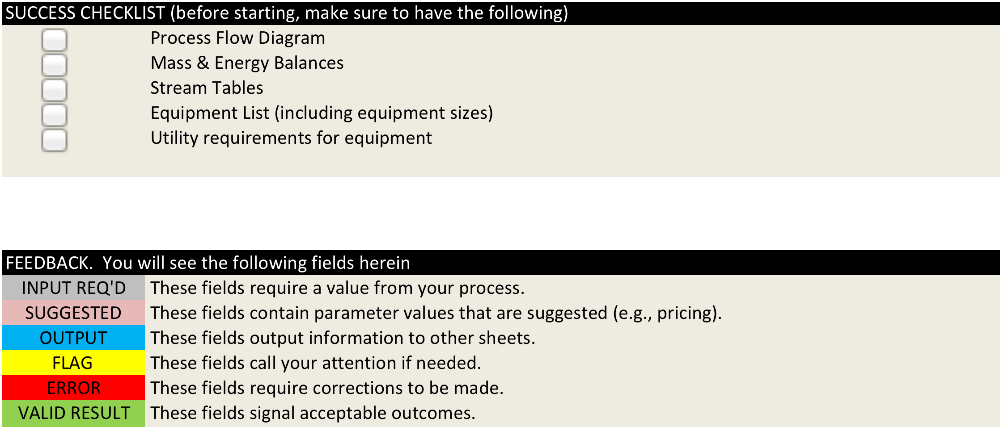 SUCCESS CHECKLIST (before starting, make sure to have the following)
Process Flow Diagram
Mass & Energy Balances
Stream Tables
Equipment List (including equipment sizes)
Utility requirements for equipment
FEEDBACK.  You will see the following fields herein
INPUT REQ'D These fields require a value from your process.
SUGGESTED These fields contain parameter values that are suggested (e.g., pricing).
OUTPUT These fields output information to other sheets.
FLAG These fields call your attention if needed.
ERROR These fields require corrections to be made.
VALID RESULT These fields signal acceptable outcomes.